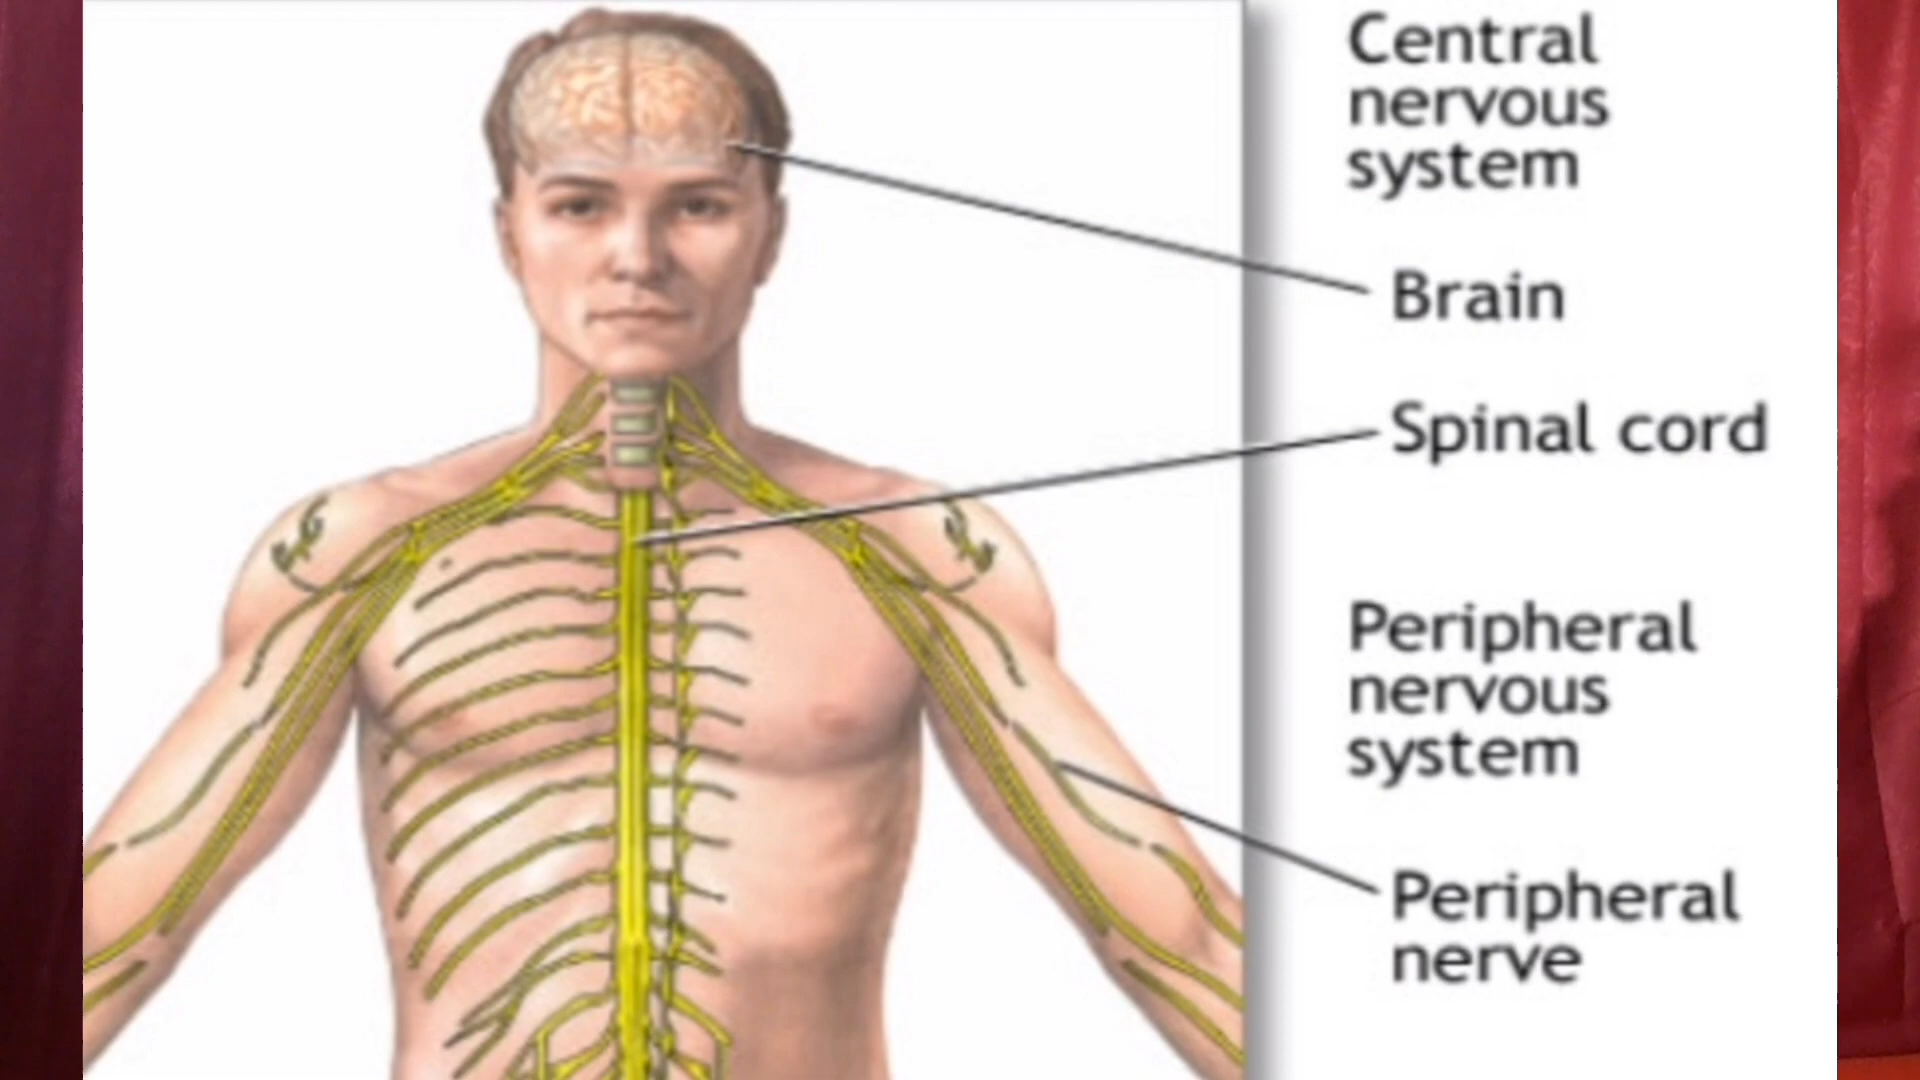 Central
nervous
system
Brain
Spinal cord
Peripheral
nervous
system
Peripheral
nerve